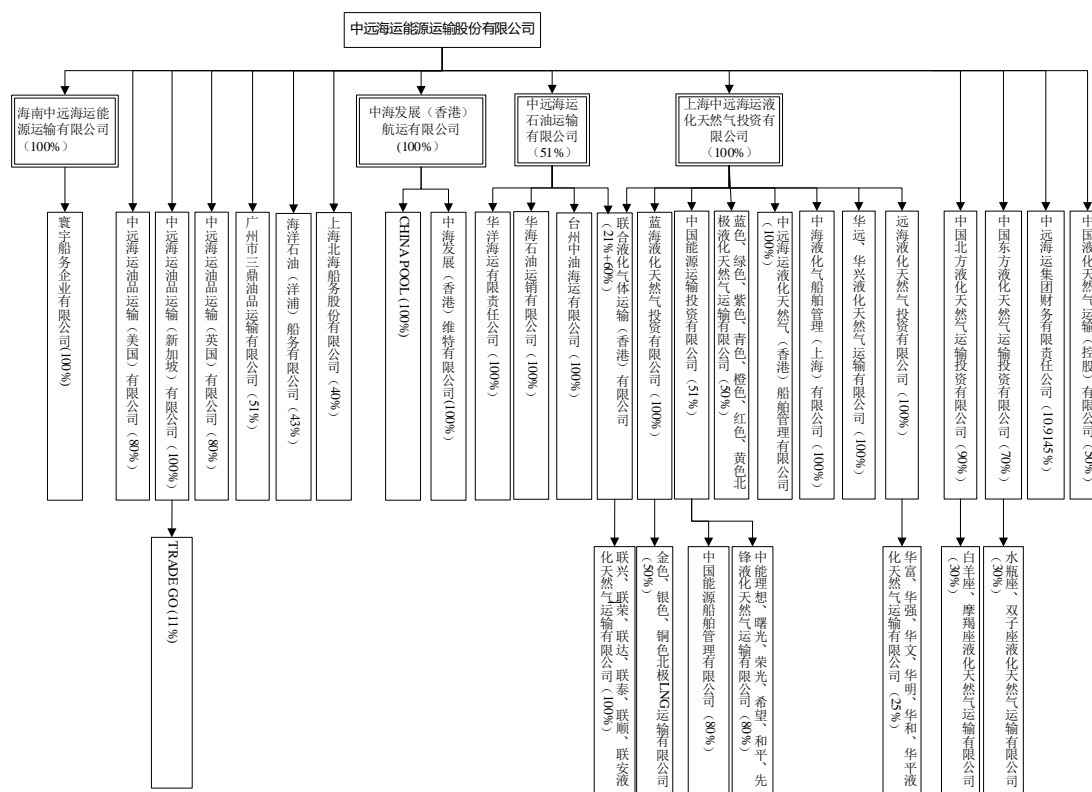 中远海运能源运输股份有限公司
海南中远海运能
源运输有限公司
（100%）
中海发展（香港）
航运有限公司
(100%)
中远海运
石油运输
有限公司
（51%）
上海中远海运液
化天然气投资有
限公司
（100%）
寰宇船务企业有限公司(100%)
中远海运油品运输（美国）有限公司（80%）
中远海运油品运输（新加坡）有限公司（100%）
中远海运油品运输（英国）有限公司（80%）
广州市三鼎油品运输有限公司（51%）
海洋石油（洋浦）船务有限公司（43%）
上海北海船务股份有限公司（40%）
CHINA POOL (100%)
中海发展（香港）维特有限公司(100%)
华洋海运有限责任公司（100%）
华海石油运销有限公司（100%）
台州中油海运有限公司（100%）
联合液化气体运输（香港）有限公司
（21%+60%）
蓝海液化天然气投资有限公司（100%）
中国能源运输投资有限公司（51%）
蓝色、绿色、紫色、青色、橙色、红色、黄色北
极液化天然气运输有限公司（50%）
中远海运液化天然气（香港）船舶管理有限公司
（100%）
中海液化气船舶管理（上海）有限公司（100%）
华远、华兴液化天然气运输有限公司（100%）
远海液化天然气投资有限公司（100%）
中国北方液化天然气运输投资有限公司（90%）
中国东方液化天然气运输投资有限公司（70%）
中远海运集团财务有限责任公司（10.9145%）
中国液化天然气运输（控股）有限公司（50%）
TRADE GO (11%)
联兴、联荣、联达、联泰、联顺、联安液
化天然气运输有限公司（100%）
金色、银色、铜色北极LNG运输有限公司
（50%）
中国能源船舶管理有限公司（80%）
中能理想、曙光、荣光、希望、和平、先
锋液化天然气运输有限公司（80%）
华富、华强、华文、华明、华和、华平液
化天然气运输有限公司（25%）
白羊座、摩羯座液化天然气运输有限公司
（30%）
水瓶座、双子座液化天然气运输有限公司
（30%）